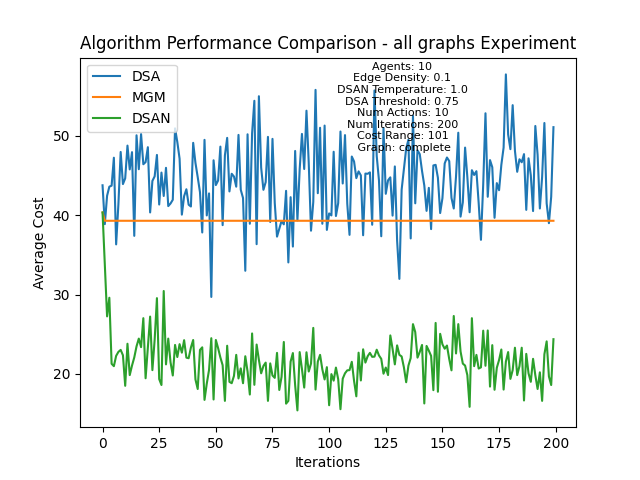 Algorithm Performance Comparison - all graphs Experiment
DSA
MGM
DSAN
Agents: 10
Edge Density: 0.1
DSAN Temperature: 1.0
DSA Threshold: 0.75
Num Actions: 10
Num Iterations: 200
Cost Range: 101
Graph: complete
Average Cost
50
40
30
20
0
25
50
75
100
125
150
175
200
Iterations